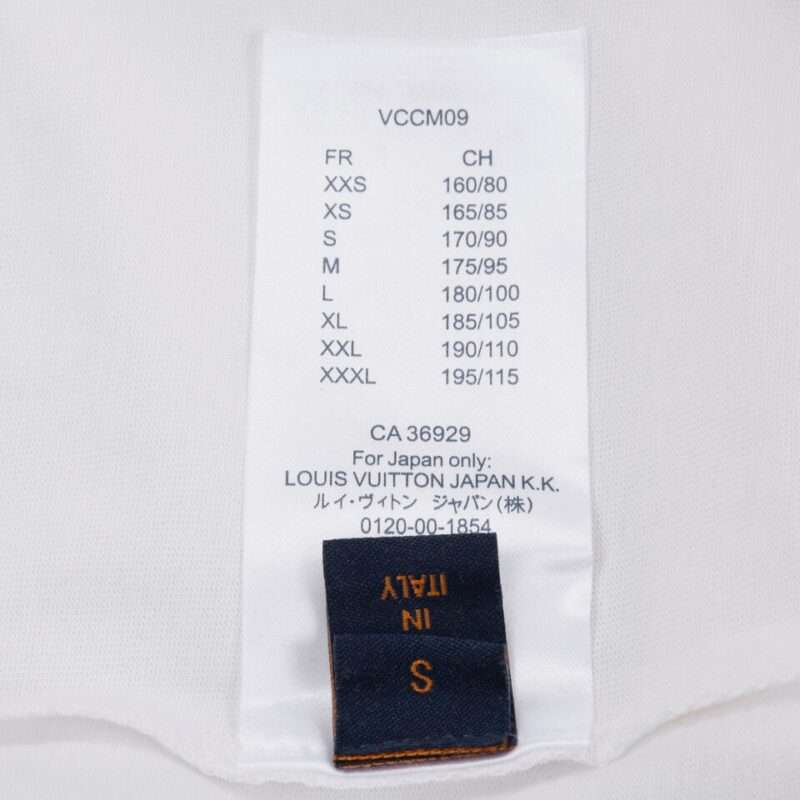 VCCM09
FR CH
XXS 160/80
XS 165/85
S 170/90
M 175/95
L 180/100
XL 185/105
XXL 190/110
XXXL 195/115
CA 36929
For Japan only:
LOUIS VUITTON JAPAN K.K.
ルイ・ヴィトン ジャパン(株)
0120-00-1854
IN
ITALY
S